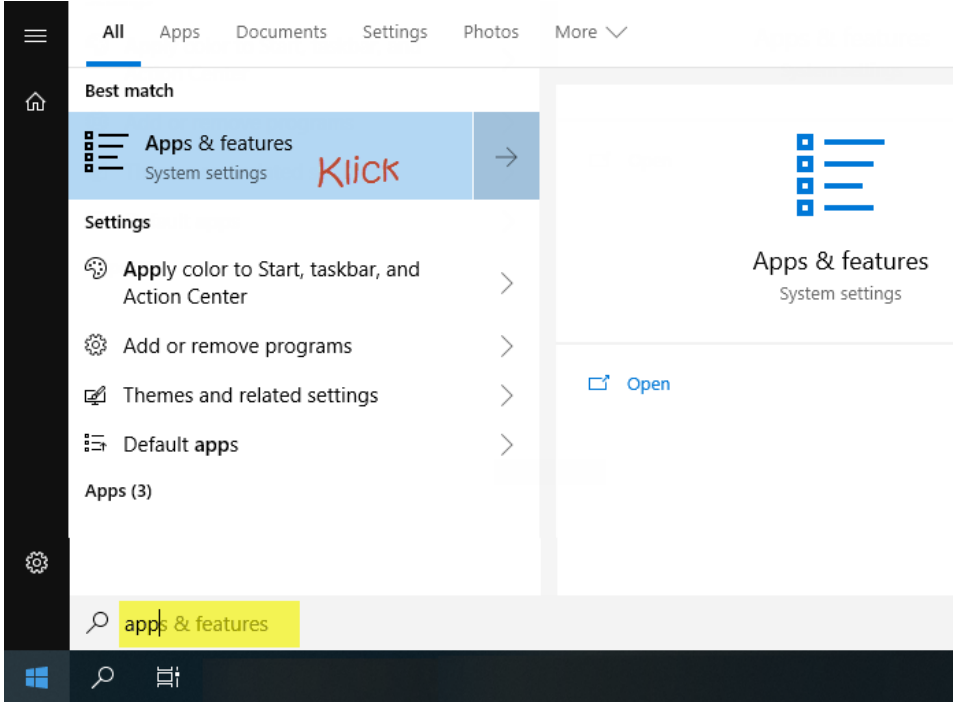 All Apps Documents Settings Photos More
Best match
Apps & features
System settings
Klick
Settings
Apply color to Start, taskbar, and
Action Center
Add or remove programs
Themes and related settings
Default apps
Apps (3)
apps & features
Apps & features
System settings
Open